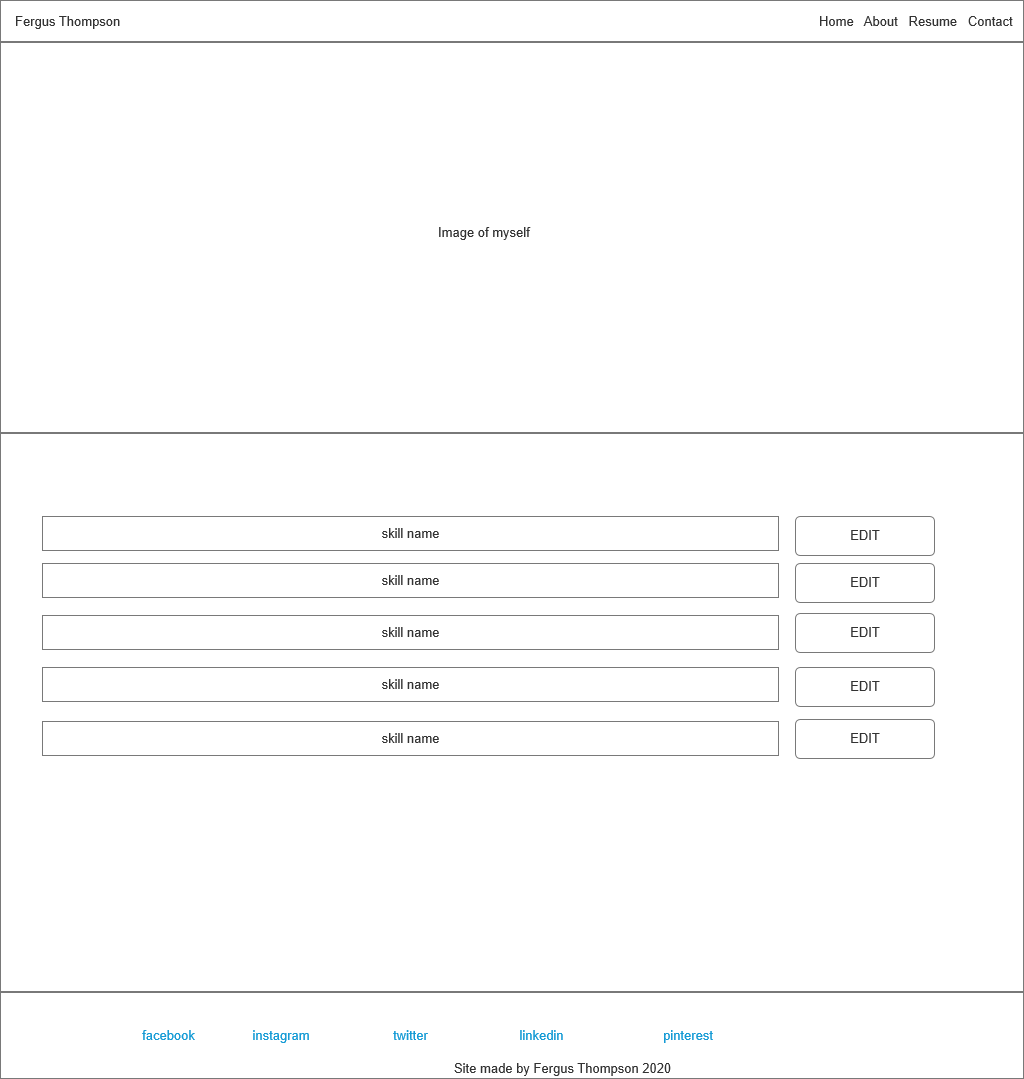 Fergus Thompson
Home About Resume Contact
Image of myself
skill name EDIT
skill name EDIT
skill name EDIT
skill name EDIT
skill name EDIT
facebook instagram twitter linkedin pinterest
Site made by Fergus Thompson 2020